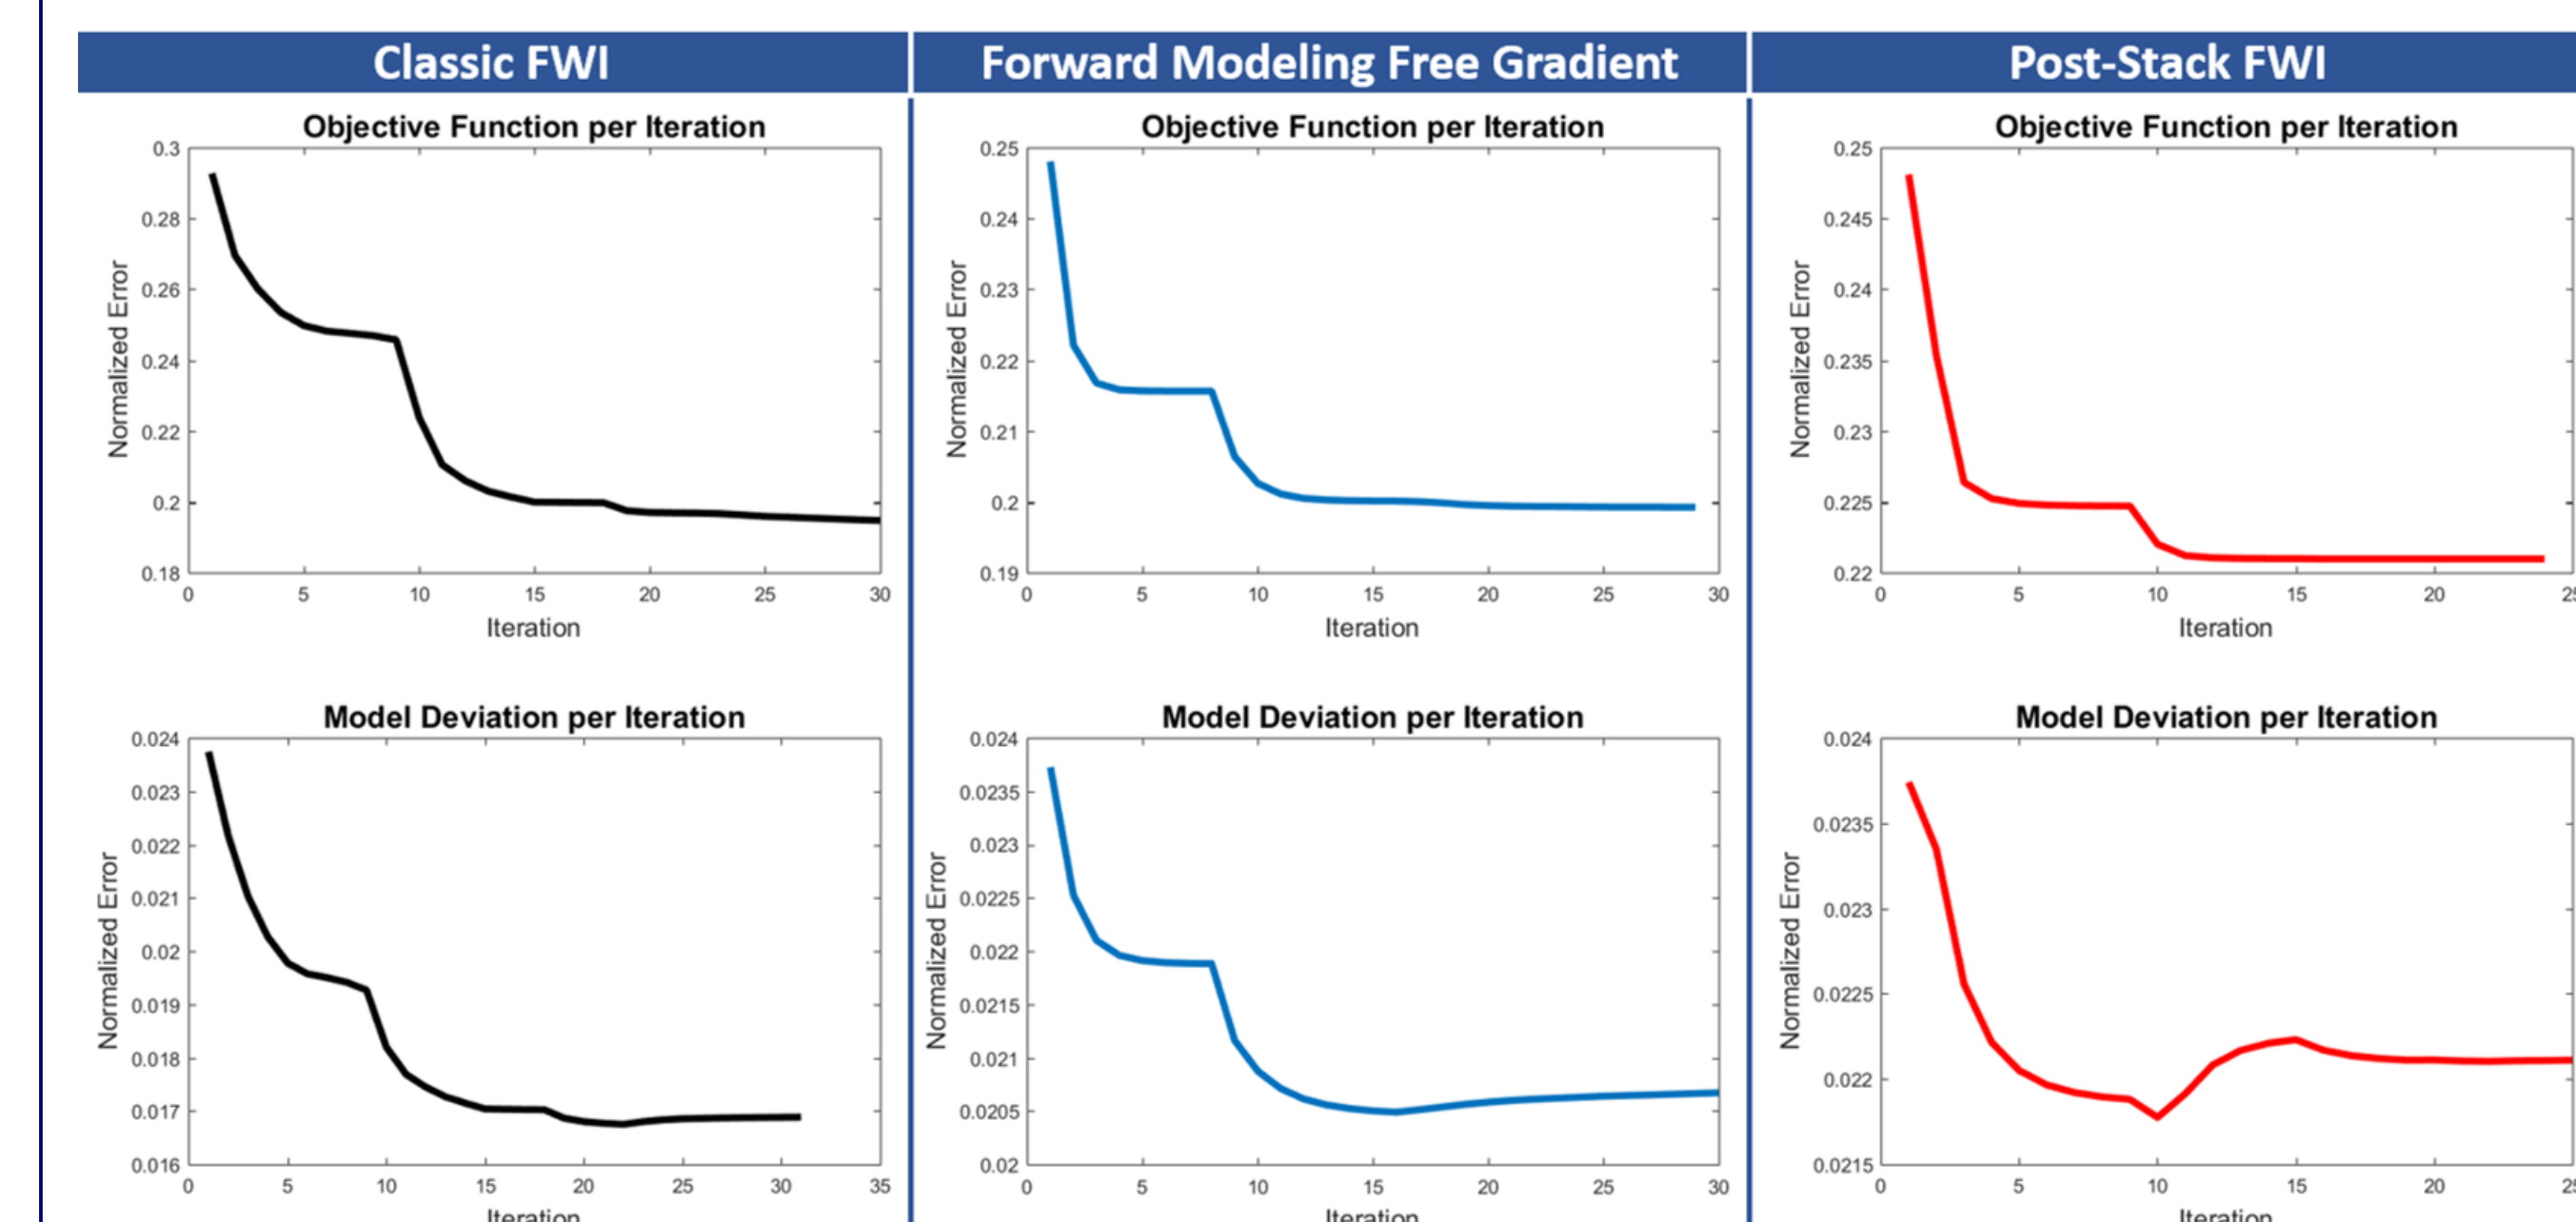 Classic FWI
Forward Modeling Free Gradient
Post-Stack FWI
Objective Function per Iteration
0.3
0.28
0.26
0.24
0.22
0.2
0.18
Normalized Error
0 5 10 15 20 25 30
Iteration
Objective Function per Iteration
0.25
0.24
0.23
0.22
0.21
0.2
0.19
Normalized Error
0 5 10 15 20 25 30
Iteration
Objective Function per Iteration
0.25
0.245
0.24
0.235
0.23
0.225
0.22
Normalized Error
0 5 10 15 20
Iteration
Model Deviation per Iteration
0.024
0.023
0.022
0.021
0.02
0.019
0.018
0.017
0.016
Normalized Error
0 5 10 15 20 25 30 35
Iteration
Model Deviation per Iteration
0.024
0.0235
0.023
0.0225
0.022
0.0215
0.021
0.0205
0.02
Normalized Error
0 5 10 15 20 25 30
Iteration
Model Deviation per Iteration
0.024
0.0235
0.023
0.0225
0.022
0.0215
Normalized Error
0 5 10 15 20
Iteration